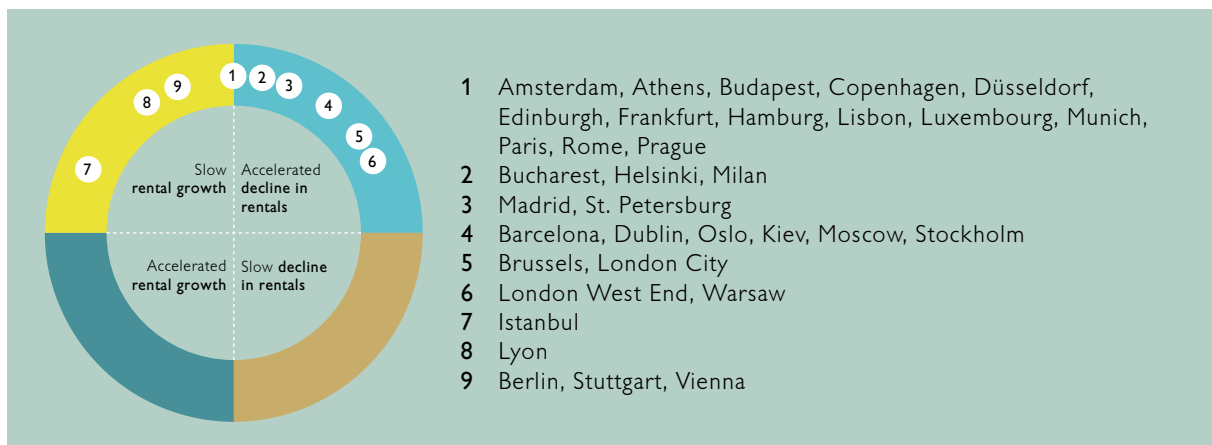 1
2
3
4
5
6
7
8
9
Slow
rental growth
Accelerated
decline in
rentals
Accelerated
rental growth
Slow decline
in rentals
1 Amsterdam, Athens, Budapest, Copenhagen, Düsseldorf,
Edinburgh, Frankfurt, Hamburg, Lisbon, Luxembourg, Munich,
Paris, Rome, Prague
2 Bucharest, Helsinki, Milan
3 Madrid, St. Petersburg
4 Barcelona, Dublin, Oslo, Kiev, Moscow, Stockholm
5 Brussels, London City
6 London West End, Warsaw
7 Istanbul
8 Lyon
9 Berlin, Stuttgart, Vienna